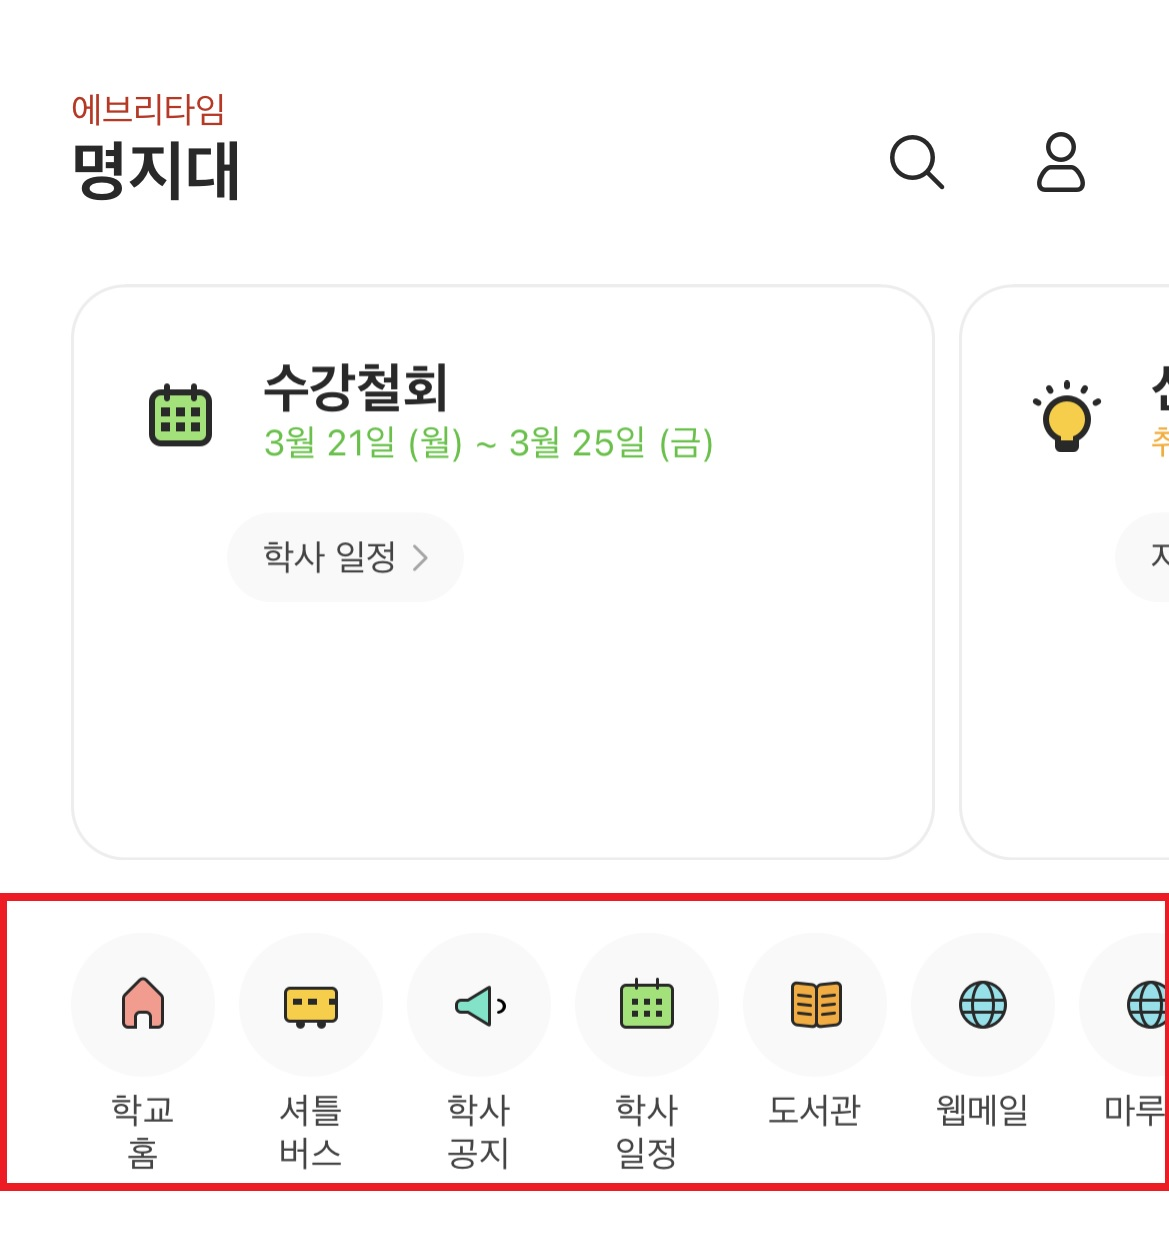 에브리타임
명지대
수강철회
3월 21일 (월) ~ 3월 25일 (금)
학사 일정
학교
홈
셔틀
버스
학사
공지
학사
일정
도서관
웹메일
마루